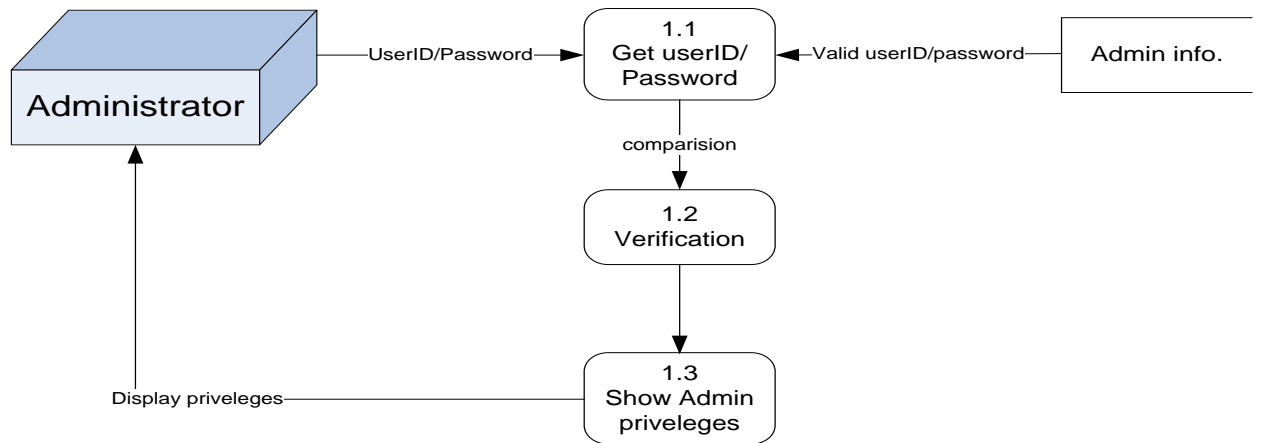 Administrator
UserID/Password
1.1
Get userID/
Password
Valid userID/password
Admin info.
comparision
1.2
Verification
1.3
Show Admin
priveleges
Display priveleges